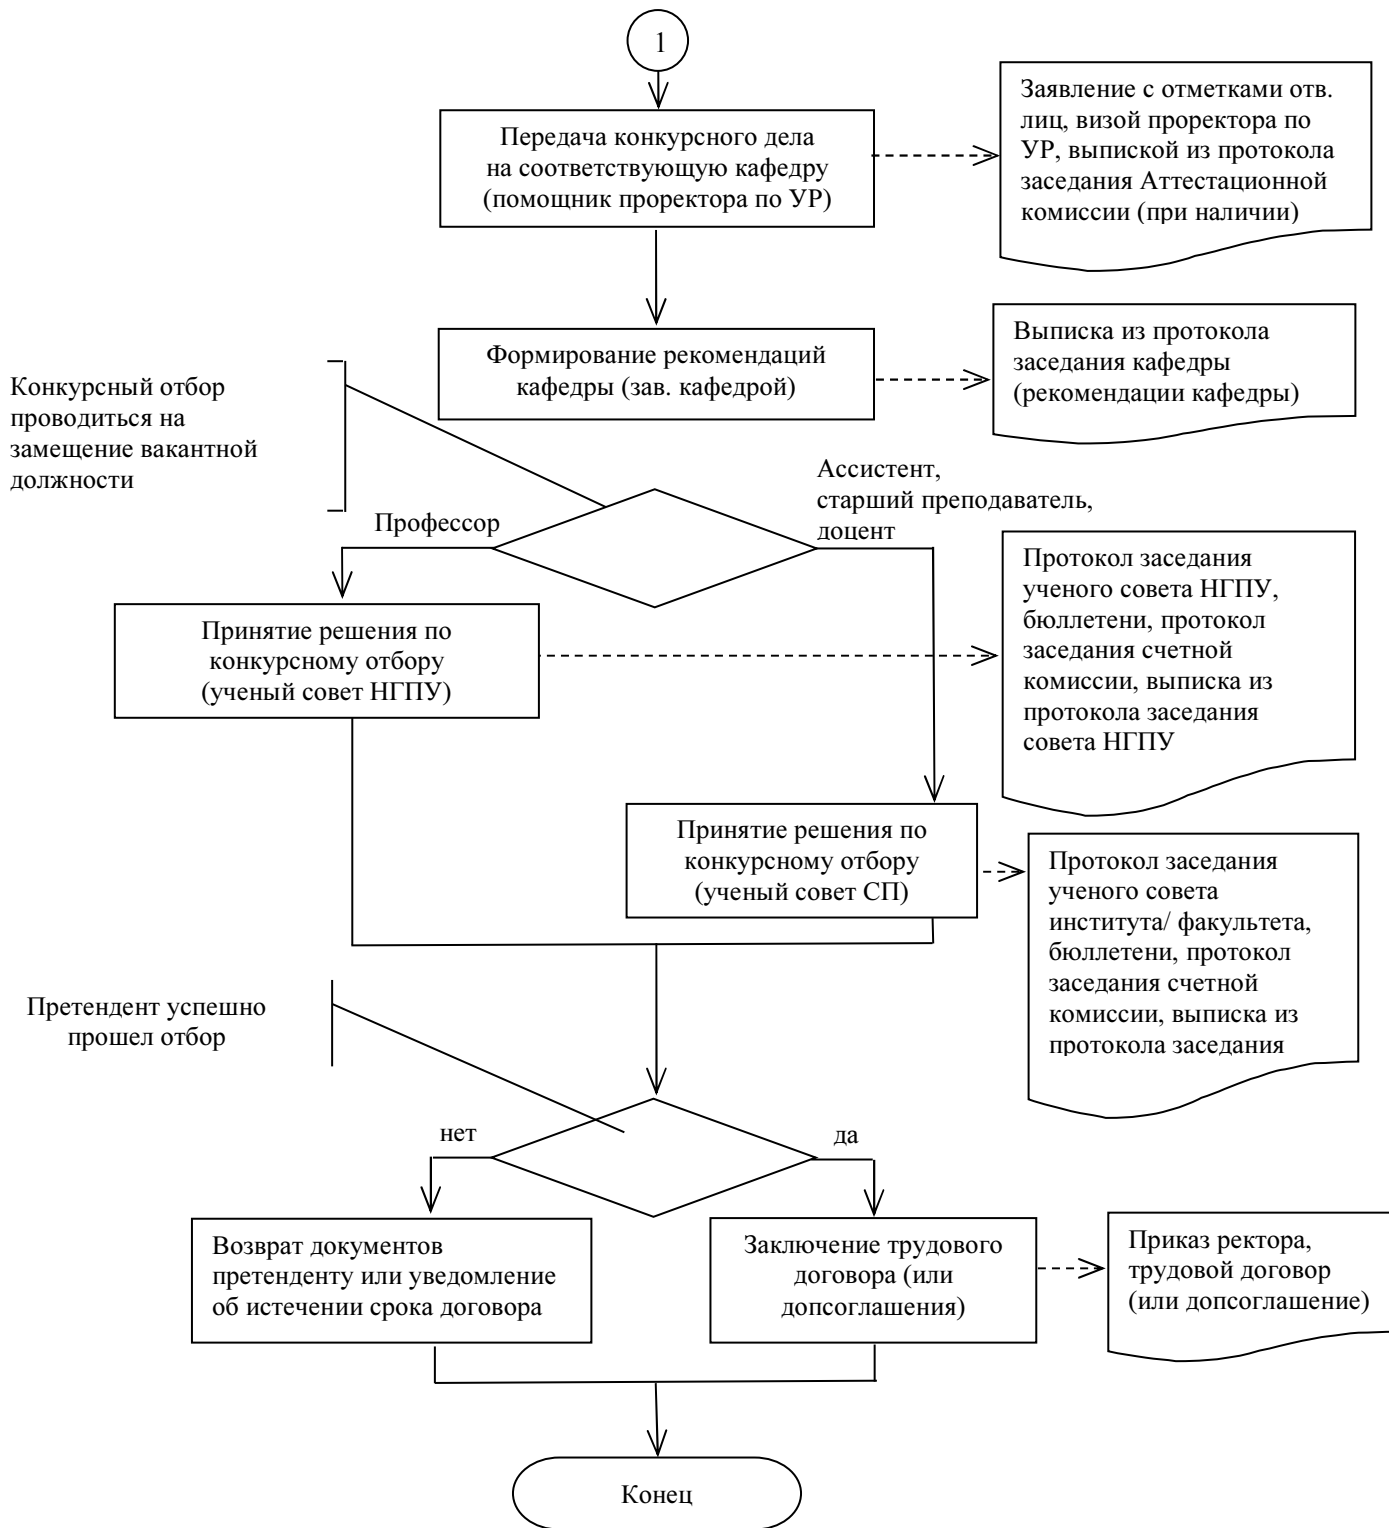 1
Передача конкурсного дела
на соответствующую кафедру
(помощник проректора по УР)
Заявление с отметками отв.
лиц, визой проректора по
УР, выпиской из протокола
заседания Аттестационной
комиссии (при наличии)
Формирование рекомендаций
кафедры (зав. кафедрой)
Выписка из протокола
заседания кафедры
(рекомендации кафедры)
Конкурсный отбор
проводиться на
замещение вакантной
должности
Профессор
Ассистент,
старший преподаватель,
доцент
Принятие решения по
конкурсному отбору
(ученый совет НГПУ)
Протокол заседания
ученого совета НГПУ,
бюллетени, протокол
заседания счетной
комиссии, выписка из
протокола заседания
совета НГПУ
Принятие решения по
конкурсному отбору
(ученый совет СП)
Протокол заседания
ученого совета
института/ факультета,
бюллетени, протокол
заседания счетной
комиссии, выписка из
протокола заседания
Претендент успешно
прошел отбор
нет
да
Возврат документов
претенденту или уведомление
об истечении срока договора
Заключение трудового
договора (или
допсоглашения)
Приказ ректора,
трудовой договор
(или допсоглашение)
Конец